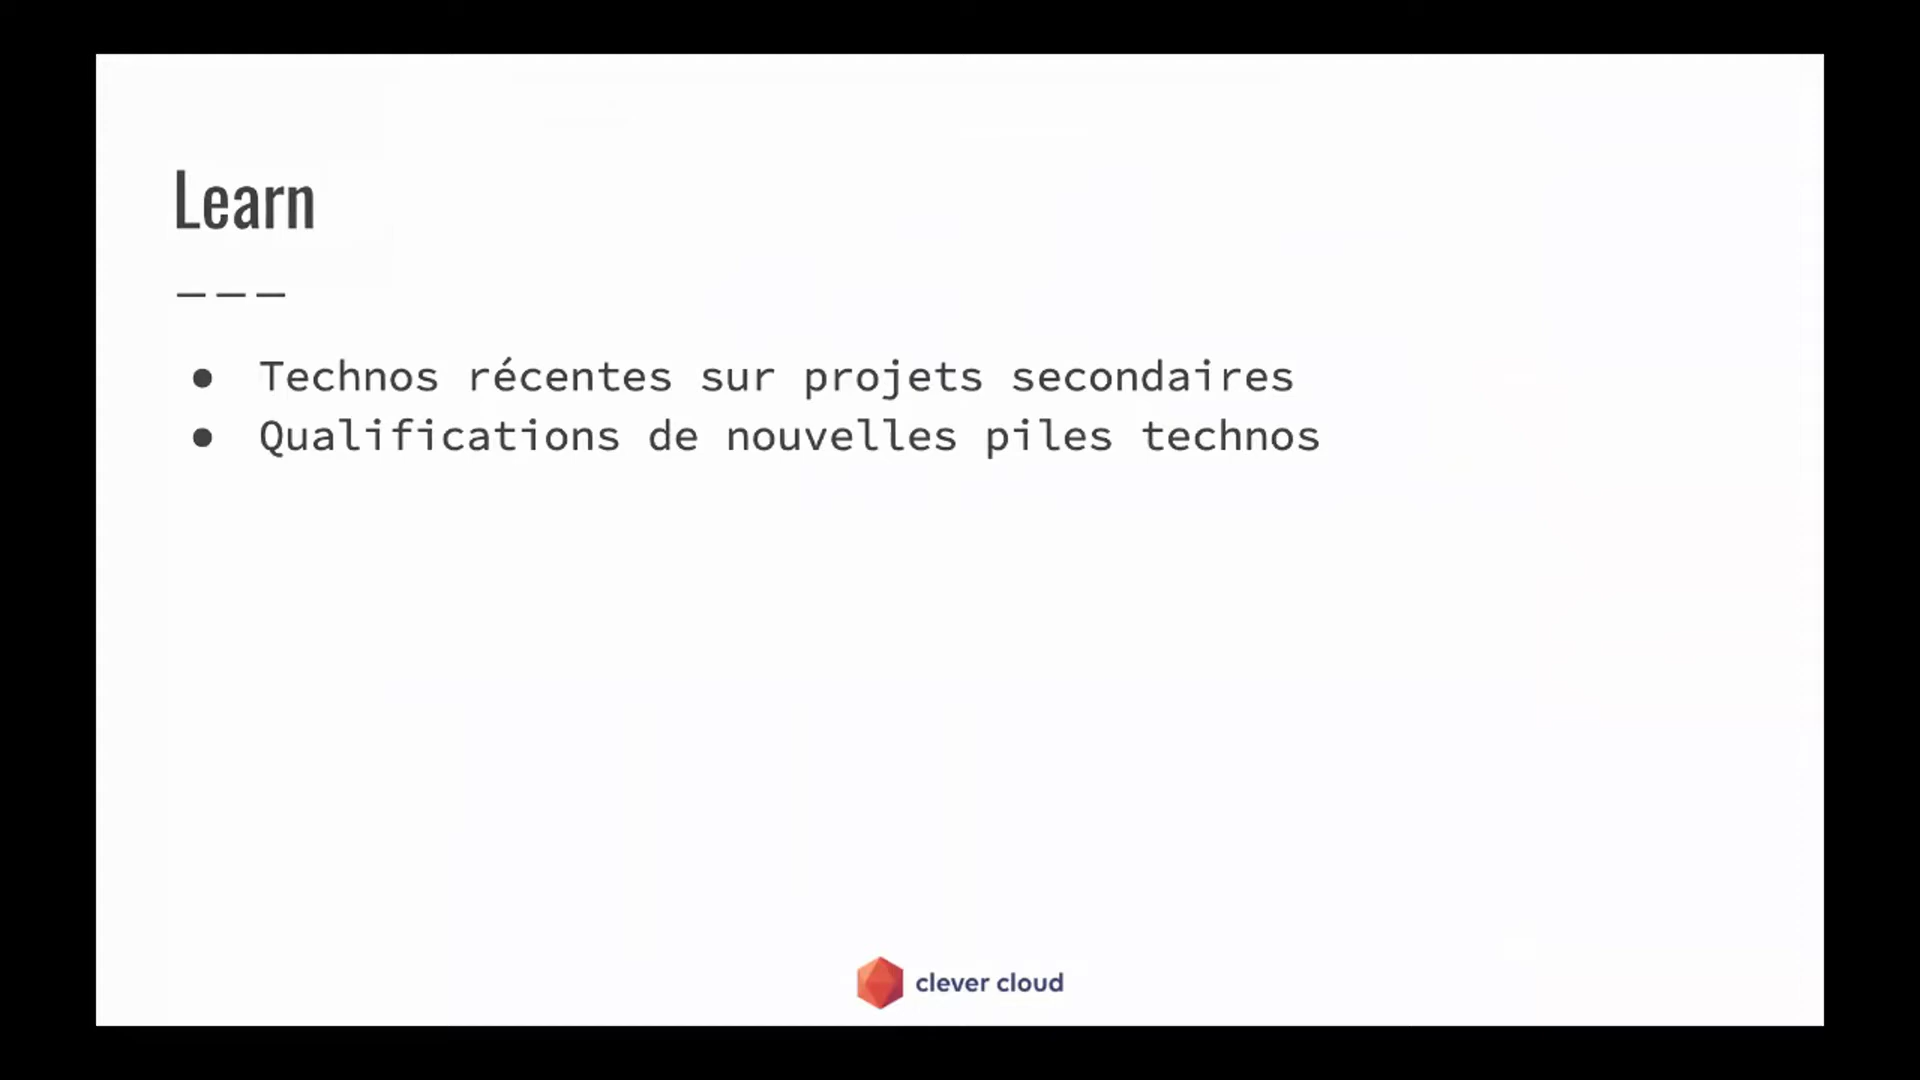 Learn
———
● Technos récentes sur projets secondaires
● Qualifications de nouvelles piles technos
clever cloud